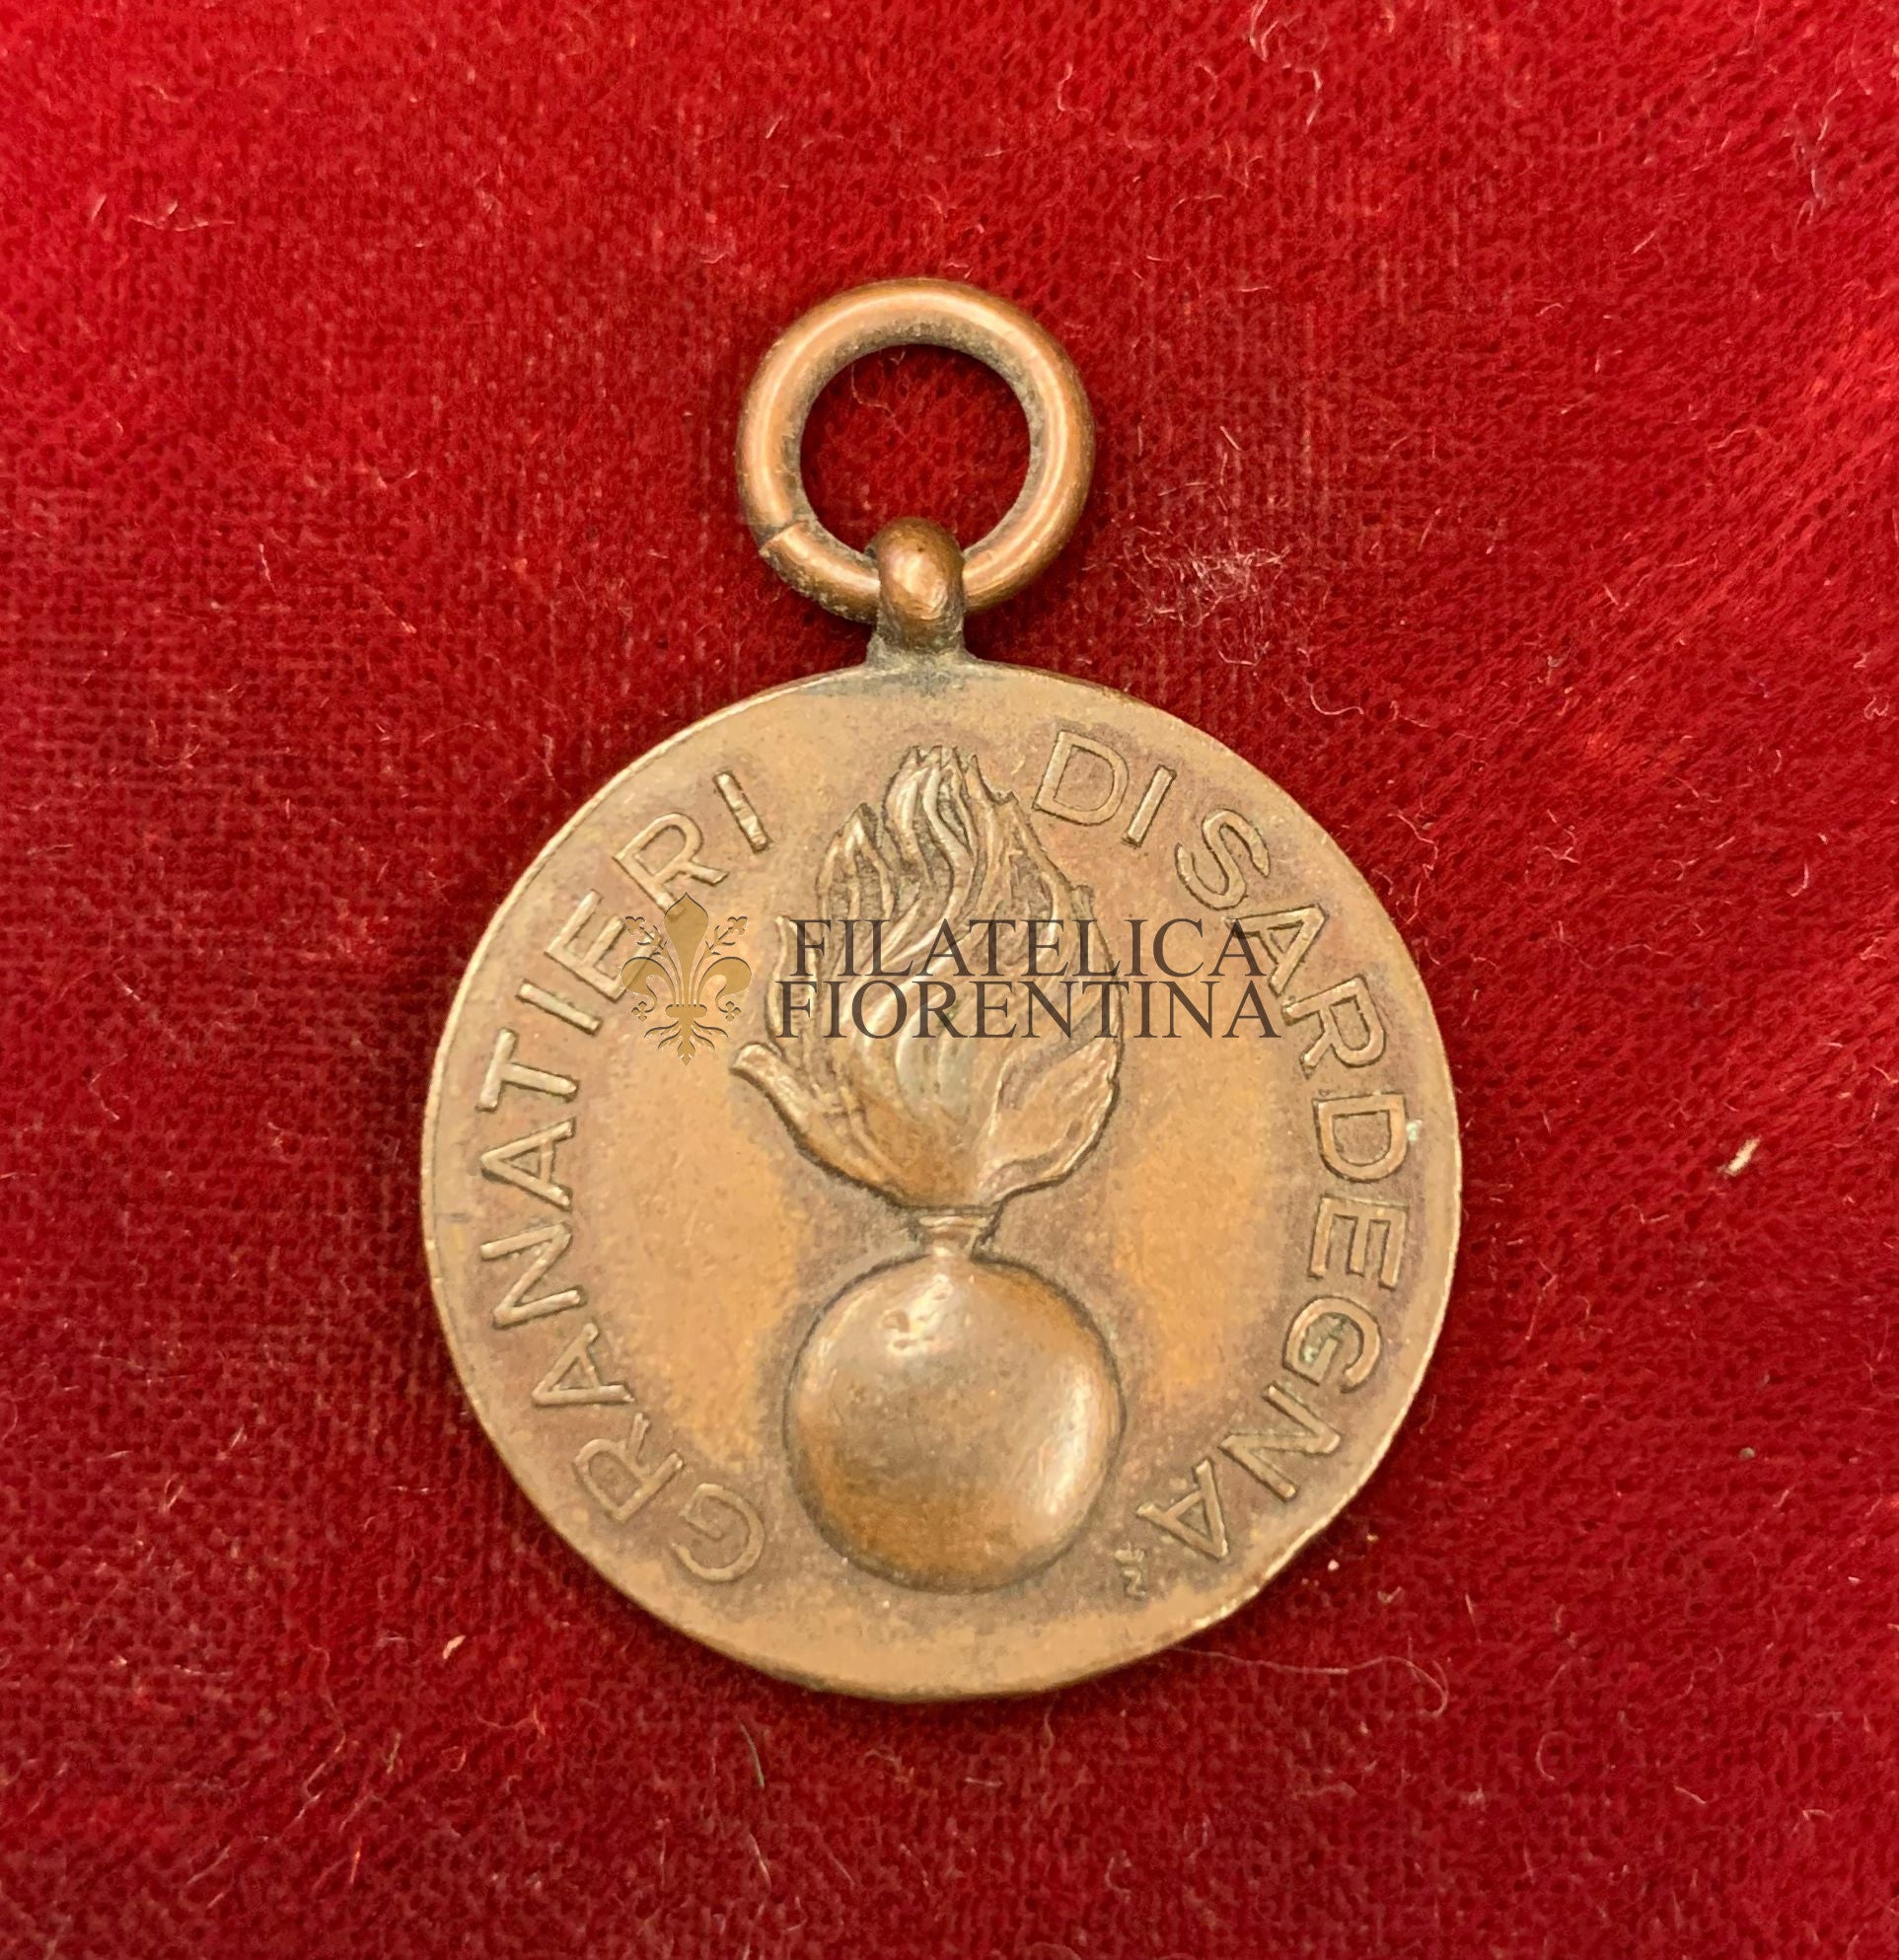 GRANATIERI DI SARDEGNA
FILATELICA
FIORENTINA